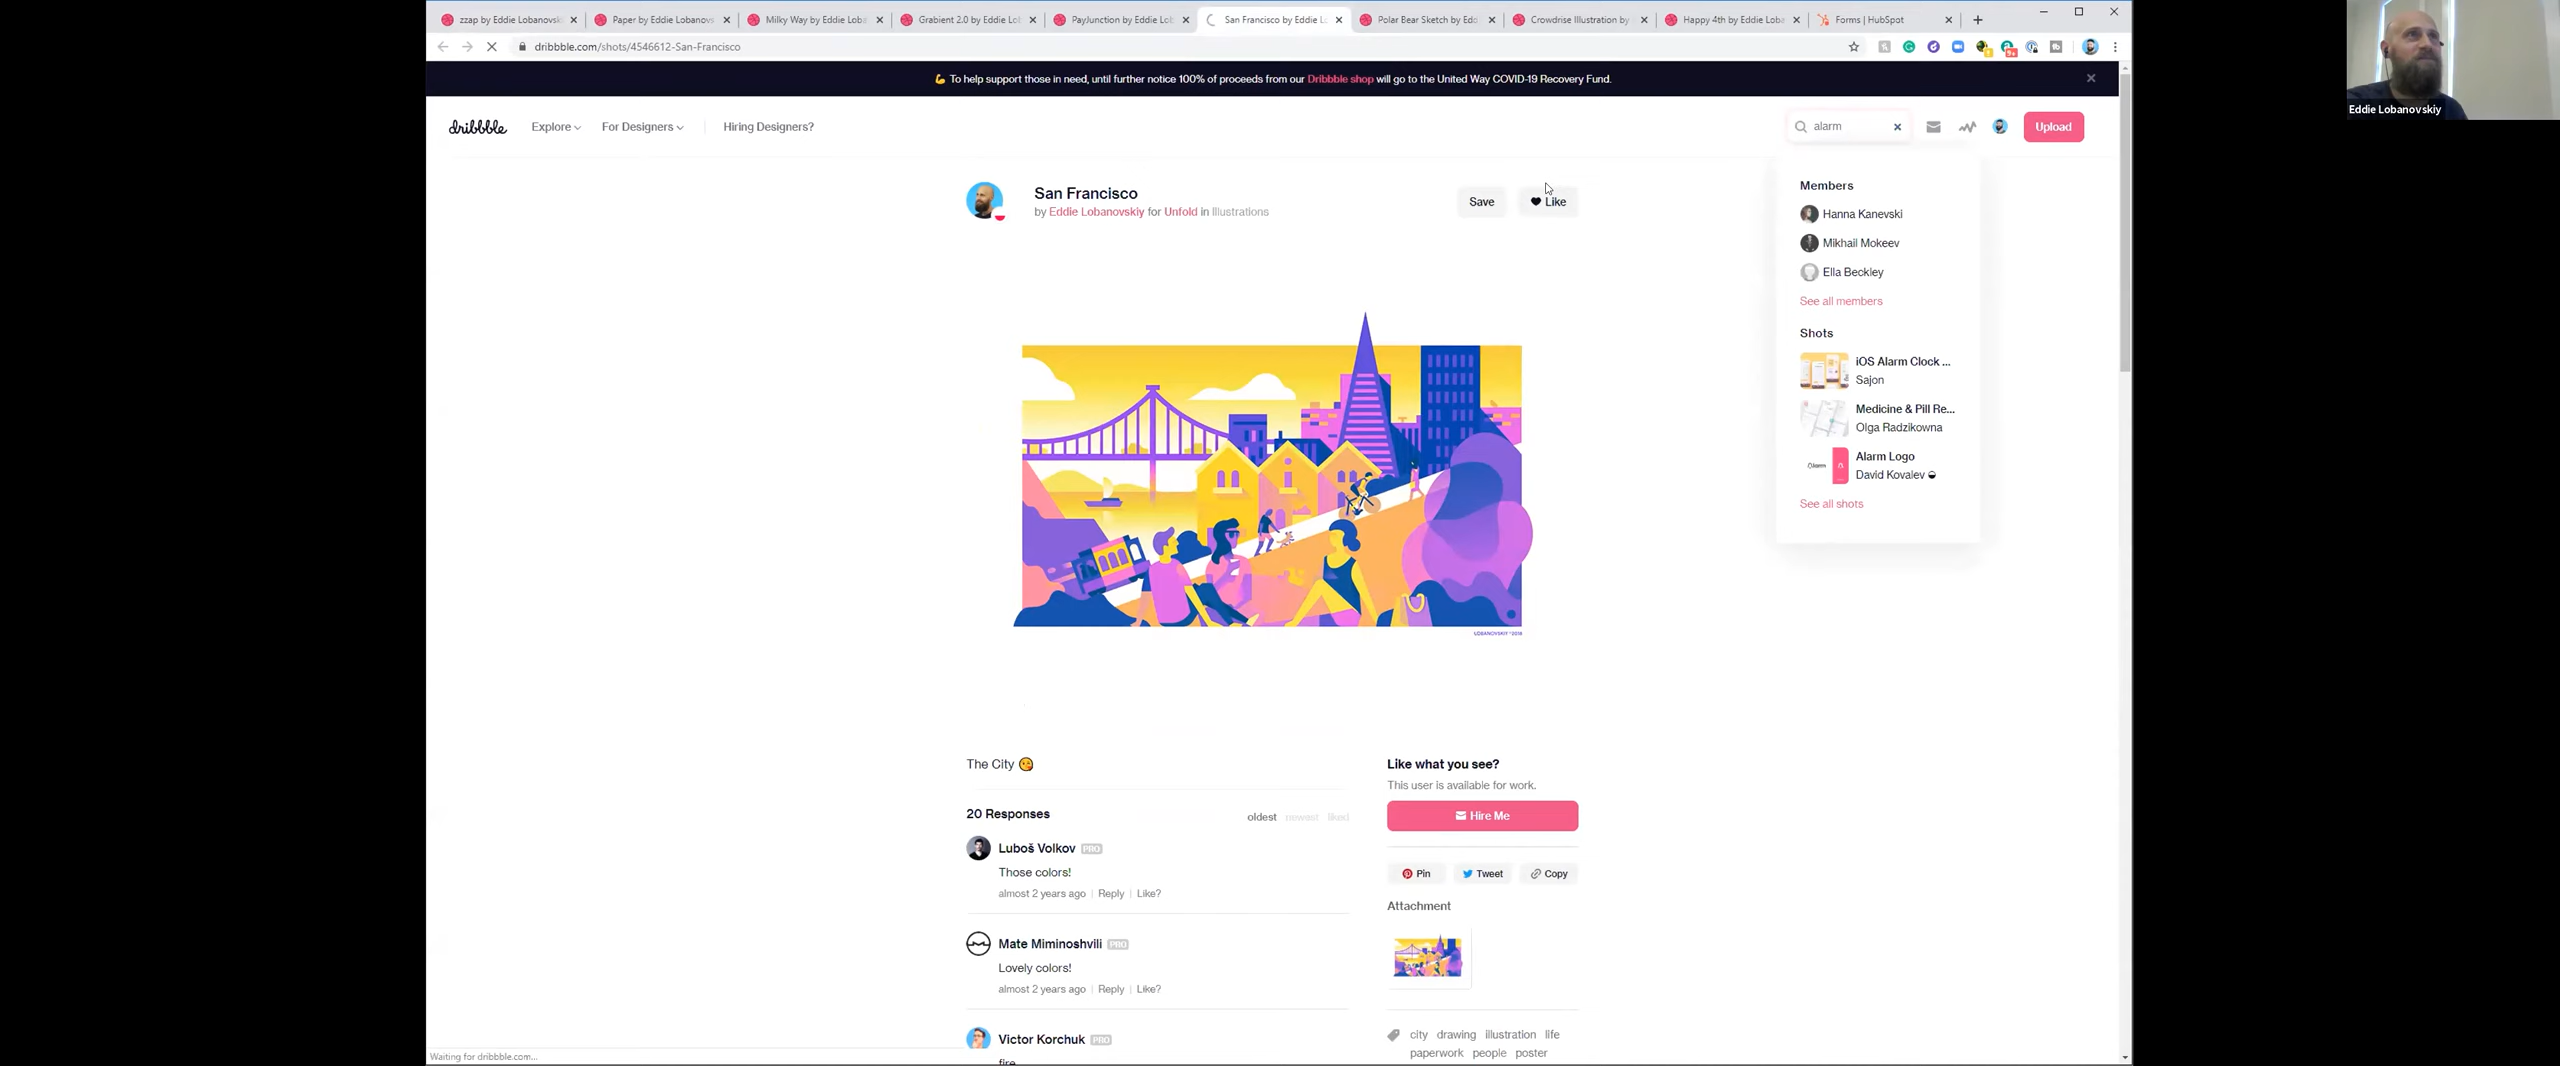 zzap by Eddie Lobanovsk
Paper by Eddie Lobanovs
Milky Way by Eddie Loba
Grabient 2.0 by Eddie Lob
PayJunction by Eddie Lob
San Francisco by Eddie Lo
Polar Bear Sketch by Edd
Crowdrise Illustration by
Happy 4th by Eddie Loba
Forms | HubSpot
dribbble.com/shots/4546612-San-Francisco
💪 To help support those in need, until further notice 100% of proceeds from our Dribbble shop will go to the United Way COVID-19 Recovery Fund.
Eddie Lobanovskiy
dribbble
Explore
For Designers
Hiring Designers?
alarm
Upload
San Francisco
by Eddie Lobanovskiy for Unfold in Illustrations
Save
Like
Members
Hanna Kanevski
Mikhail Mokeev
Ella Beckley
See all members
Shots
iOS Alarm Clock ...
Sajon
Medicine & Pill Re...
Olga Radzikowna
Alarm Logo
David Kovalev
See all shots
LOBANOVSKIY ©2018
The City 😘
20 Responses
oldest newest liked
Luboš Volkov PRO
Those colors!
almost 2 years ago | Reply | Like?
Mate Miminoshvili PRO
Lovely colors!
almost 2 years ago | Reply | Like?
Victor Korchuk PRO
fire
Like what you see?
This user is available for work.
Hire Me
Pin
Tweet
Copy
Attachment
city drawing illustration life
paperwork people poster
Waiting for dribbble.com...